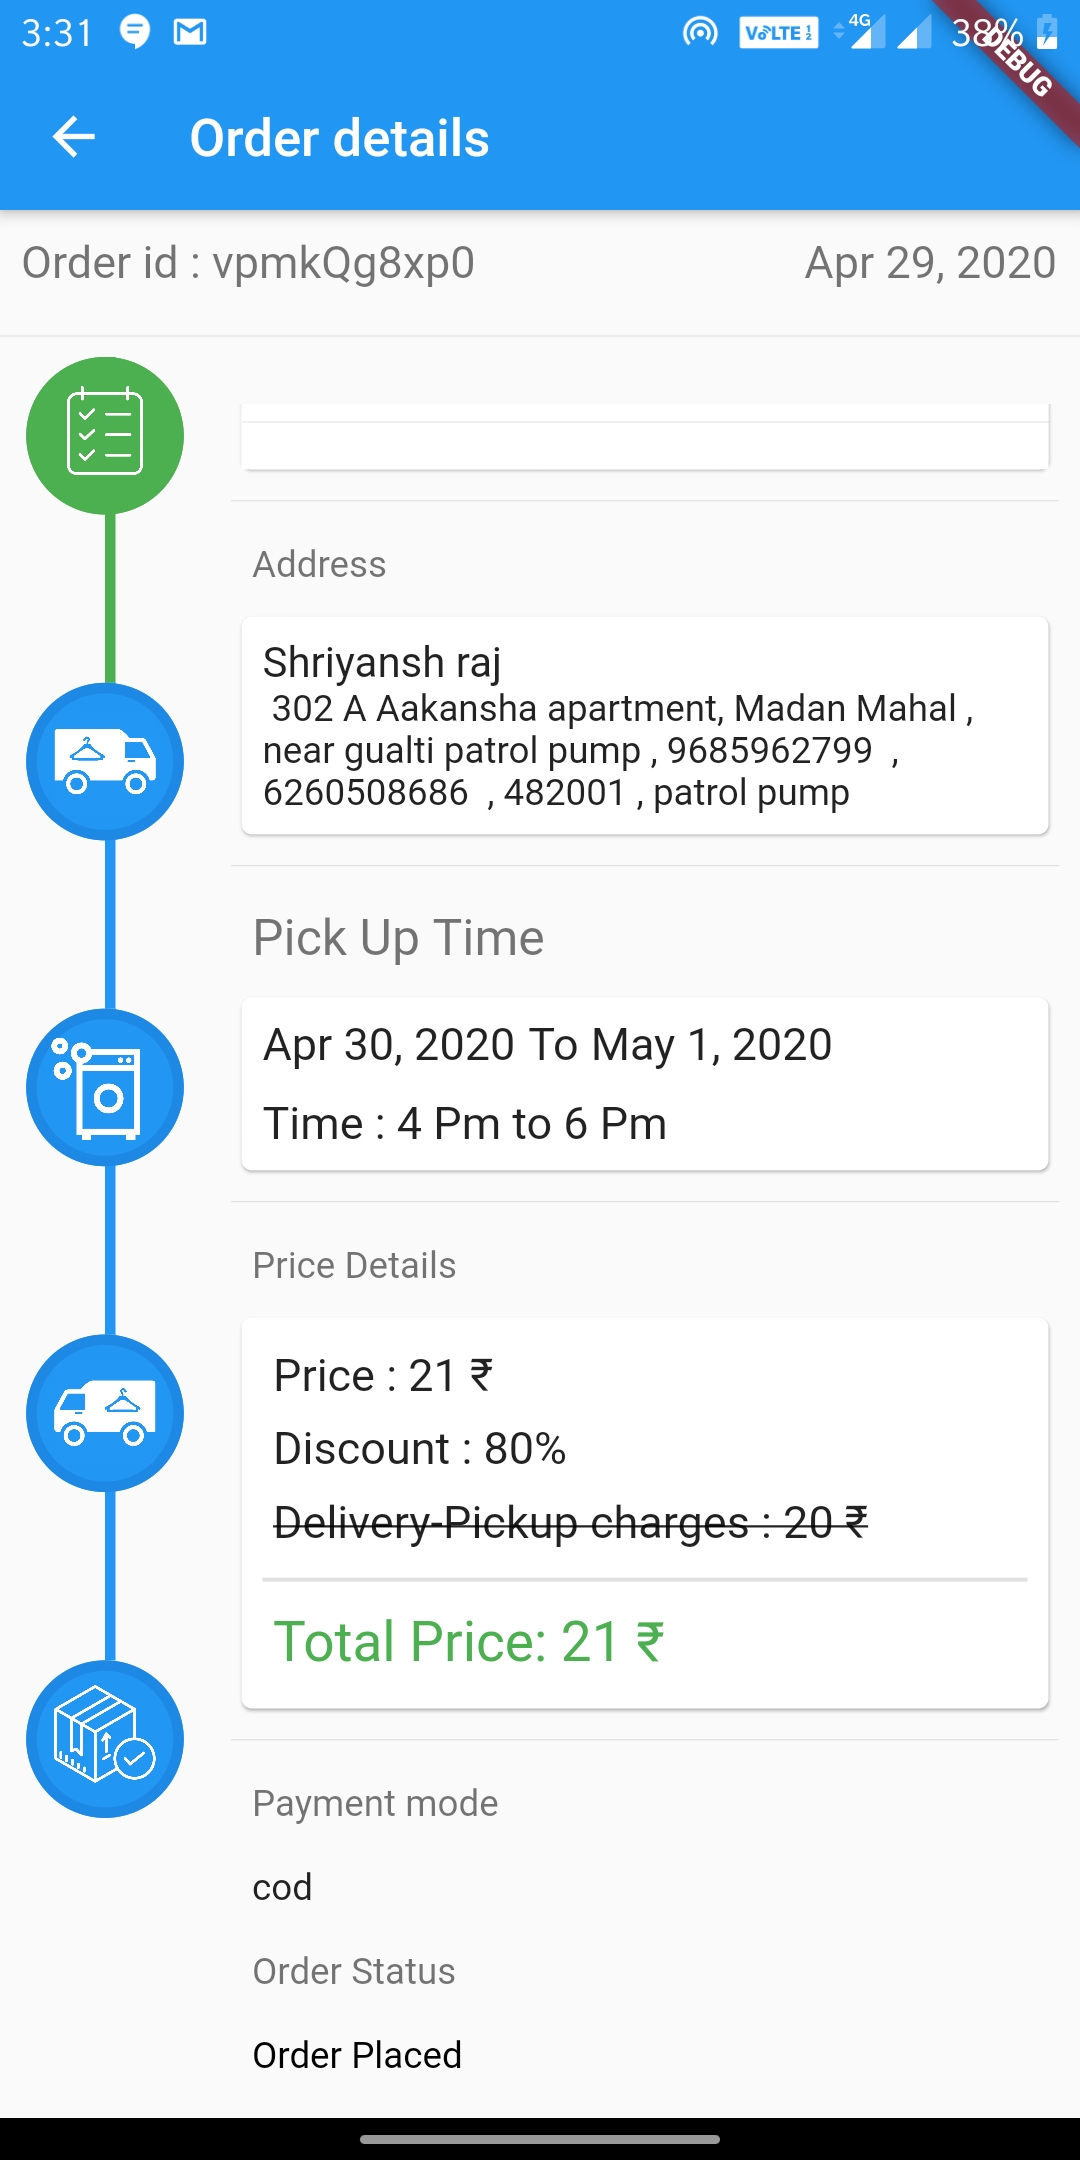 3:31
VoLTE 1 2
4G
38%
DEBUG
Order details
Order id : vpmkQg8xp0
Apr 29, 2020
Address
Shriyansh raj
302 A Aakansha apartment, Madan Mahal ,
near gualti patrol pump , 9685962799 ,
6260508686 , 482001 , patrol pump
Pick Up Time
Apr 30, 2020 To May 1, 2020
Time : 4 Pm to 6 Pm
Price Details
Price : 21 ₹
Discount : 80%
Delivery-Pickup charges : 20 ₹
Total Price: 21 ₹
Payment mode
cod
Order Status
Order Placed